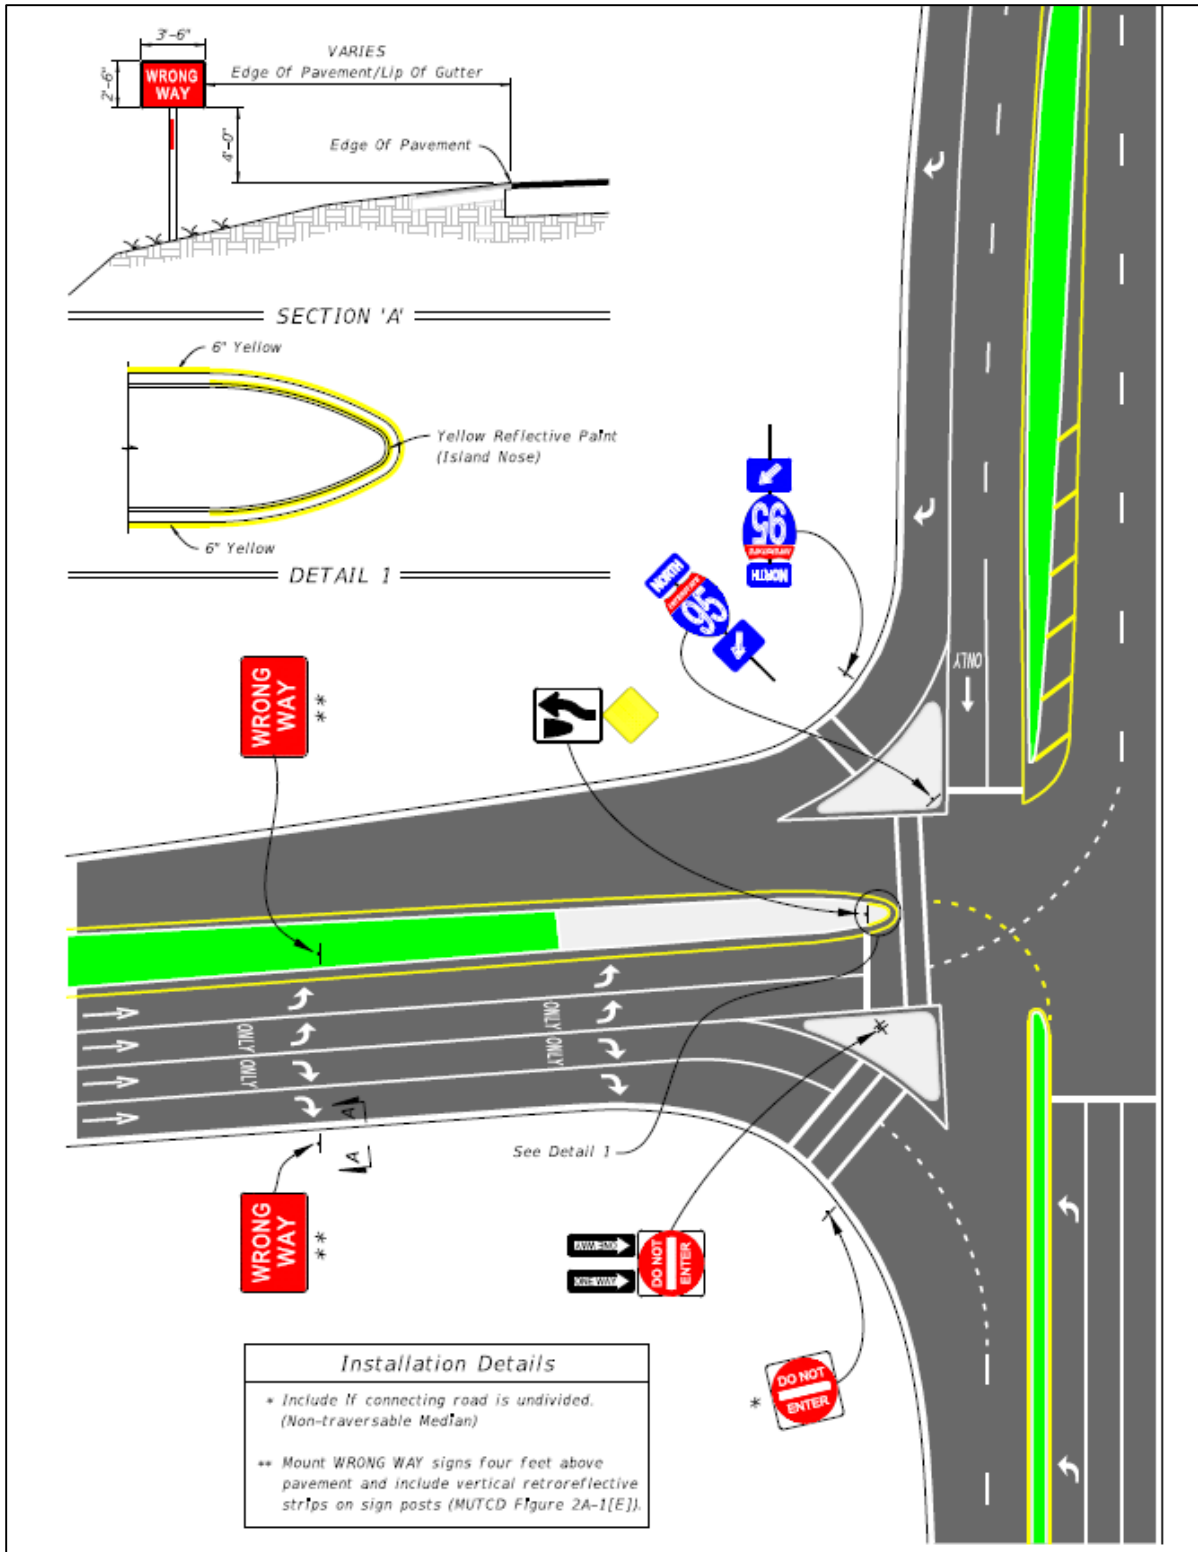 3'-6"
VARIES
Edge Of Pavement/Lip Of Gutter
2'-6"
WRONG
WAY
4'-0"
Edge Of Pavement
SECTION 'A'
6" Yellow
Yellow Reflective Paint
(Island Nose)
6" Yellow
DETAIL 1
95
INTERSTATE
NORTH
NORTH
INTERSTATE
95
ONLY
WRONG
WAY
**
ONLY
ONLY
ONLY
ONLY
A
A
See Detail 1
WRONG
WAY
**
ONE WAY
ONE WAY
DO NOT
ENTER
DO NOT
ENTER
*
Installation Details
* Include If connecting road is undivided.
(Non-traversable Median)
** Mount WRONG WAY signs four feet above
pavement and include vertical retroreflective
strips on sign posts (MUTCD Figure 2A-1[E]).